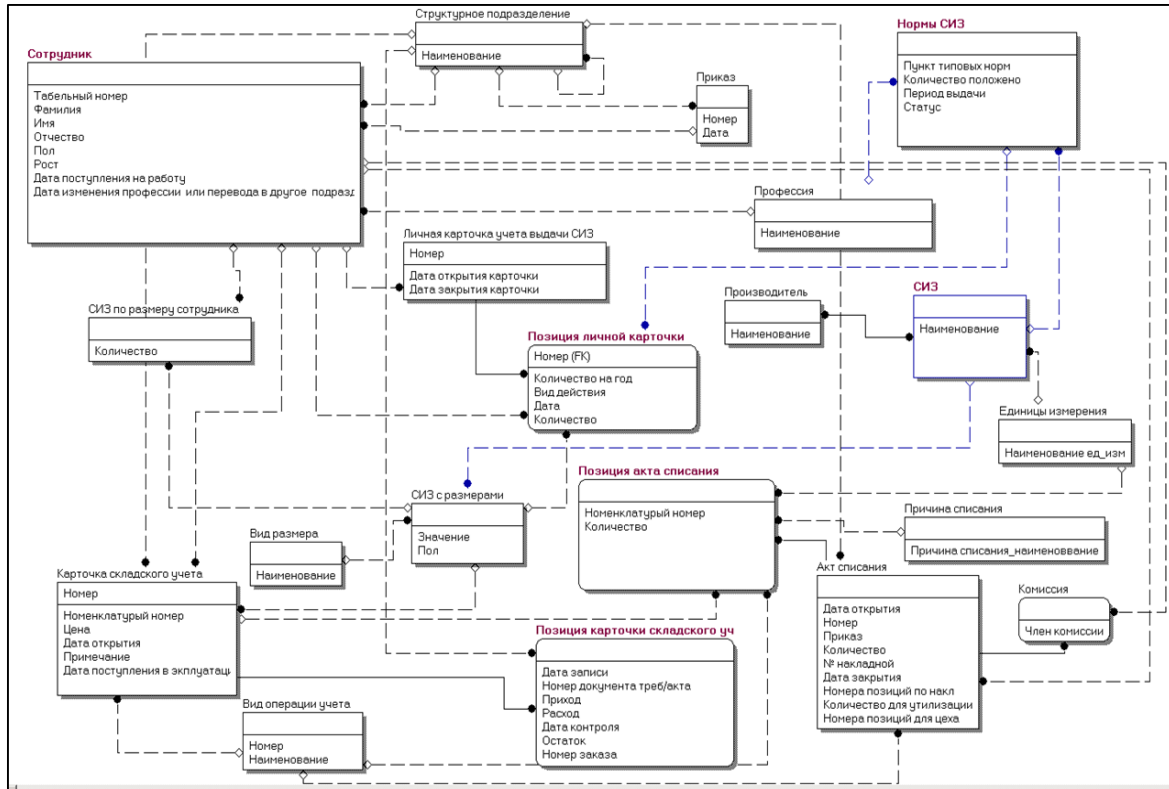 Структурное подразделение
Наименование
Нормы СИЗ
Пункт типовых норм
Количество положено
Период выдачи
Статус
Сотрудник
Табельный номер
Фамилия
Имя
Отчество
Пол
Рост
Дата поступления на работу
Дата изменения профессии или перевода в другое подразд
Приказ
Номер
Дата
Профессия
Наименование
Личная карточка учета выдачи СИЗ
Номер
Дата открытия карточки
Дата закрытия карточки
СИЗ по размеру сотрудника
Количество
Производитель
Наименование
СИЗ
Наименование
Позиция личной карточки
Номер (FK)
Количество на год
Вид действия
Дата
Количество
Единицы измерения
Наименование ед_изм
Позиция акта списания
Номенклатурый номер
Количество
СИЗ с размерами
Значение
Пол
Вид размера
Наименование
Причина списания
Причина списания_наименоввание
Карточка складского учета
Номер
Номенклатурый номер
Цена
Дата открытия
Примечание
Дата поступления в экплуатаци
Акт списания
Дата открытия
Номер
Приказ
Количество
№ накладной
Дата закрытия
Номера позиций по накл
Количество для утилизации
Номера позиций для цеха
Комиссия
Член комиссии
Позиция карточки складского уч
Дата записи
Номер документа треб/акта
Приход
Расход
Дата контроля
Остаток
Номер заказа
Вид операции учета
Номер
Наименование